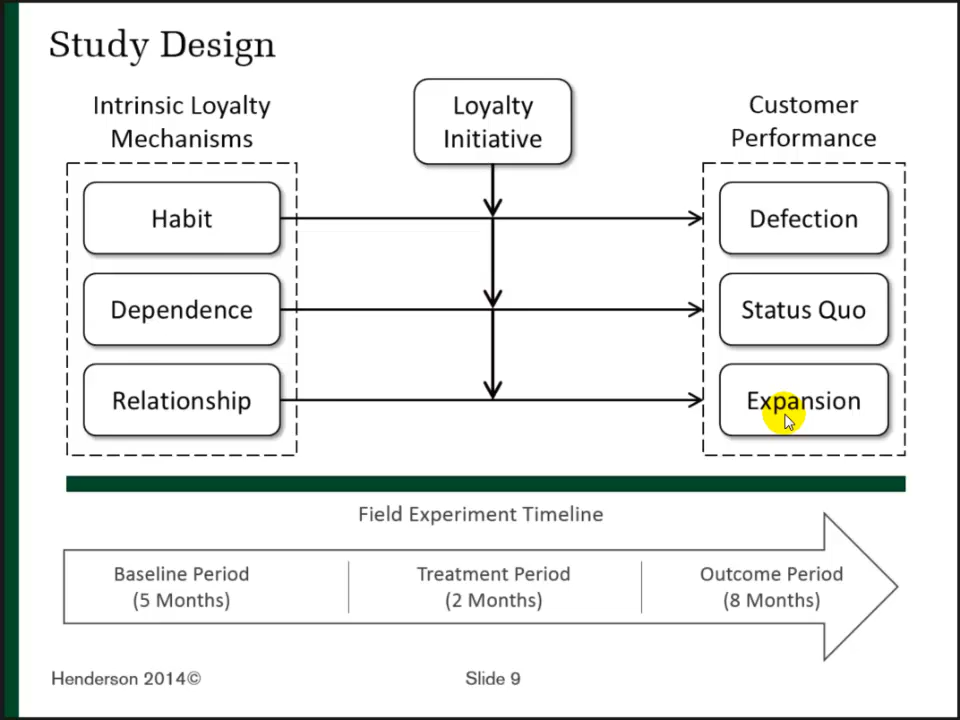 Study Design
Intrinsic Loyalty
Mechanisms
Loyalty
Initiative
Customer
Performance
Habit
Defection
Dependence
Status Quo
Relationship
Expansion
Field Experiment Timeline
Baseline Period
(5 Months)
Treatment Period
(2 Months)
Outcome Period
(8 Months)
Henderson 2014©
Slide 9